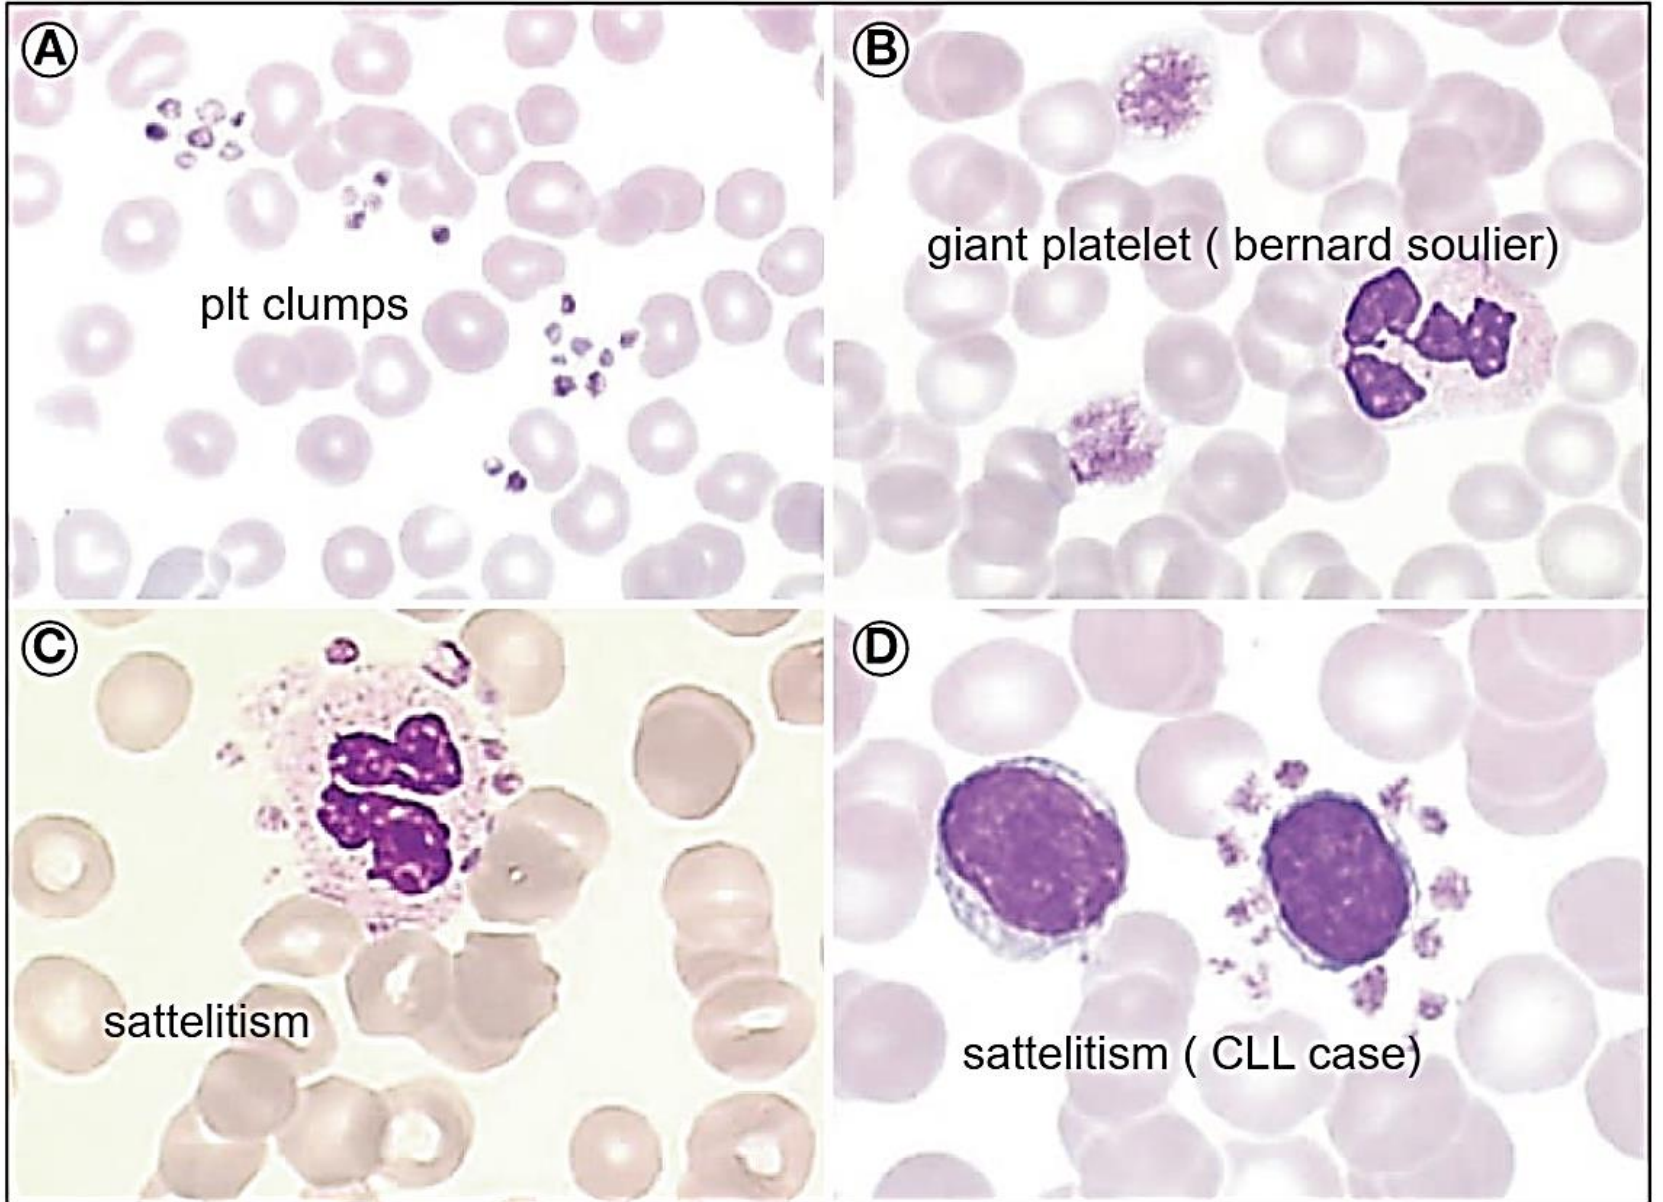 A
B
plt clumps
giant platelet ( bernard soulier)
C
D
sattelitism
sattelitism ( CLL case)